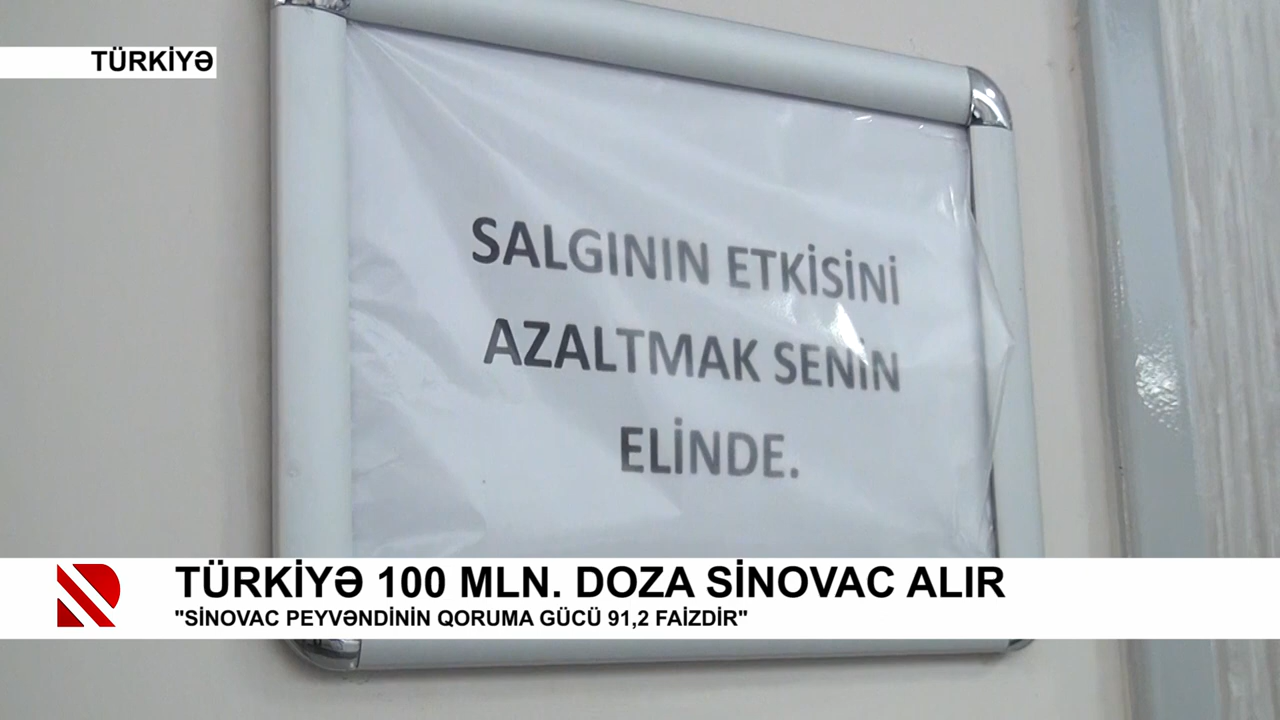 TÜRKİYƏ
SALGININ ETKİSİNİ
AZALTMAK SENİN
ELİNDE.
TÜRKİYƏ 100 MLN. DOZA SİNOVAC ALIR
"SİNOVAC PEYVƏNDİNİN QORUMA GÜCÜ 91,2 FAİZDİR"